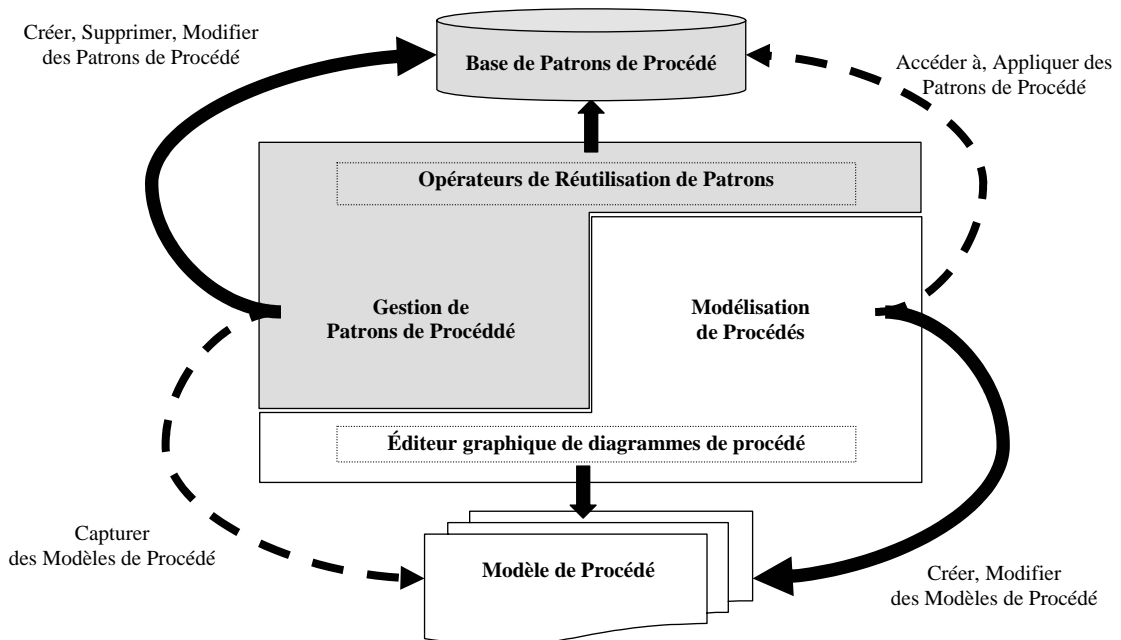 Créer, Supprimer, Modifier
des Patrons de Procédé
Base de Patrons de Procédé
Accéder à, Appliquer des
Patrons de Procédé
Opérateurs de Réutilisation de Patrons
Gestion de
Patrons de Procéddé
Modélisation
de Procédés
Éditeur graphique de diagrammes de procédé
Capturer
des Modèles de Procédé
Modèle de Procédé
Créer, Modifier
des Modèles de Procédé